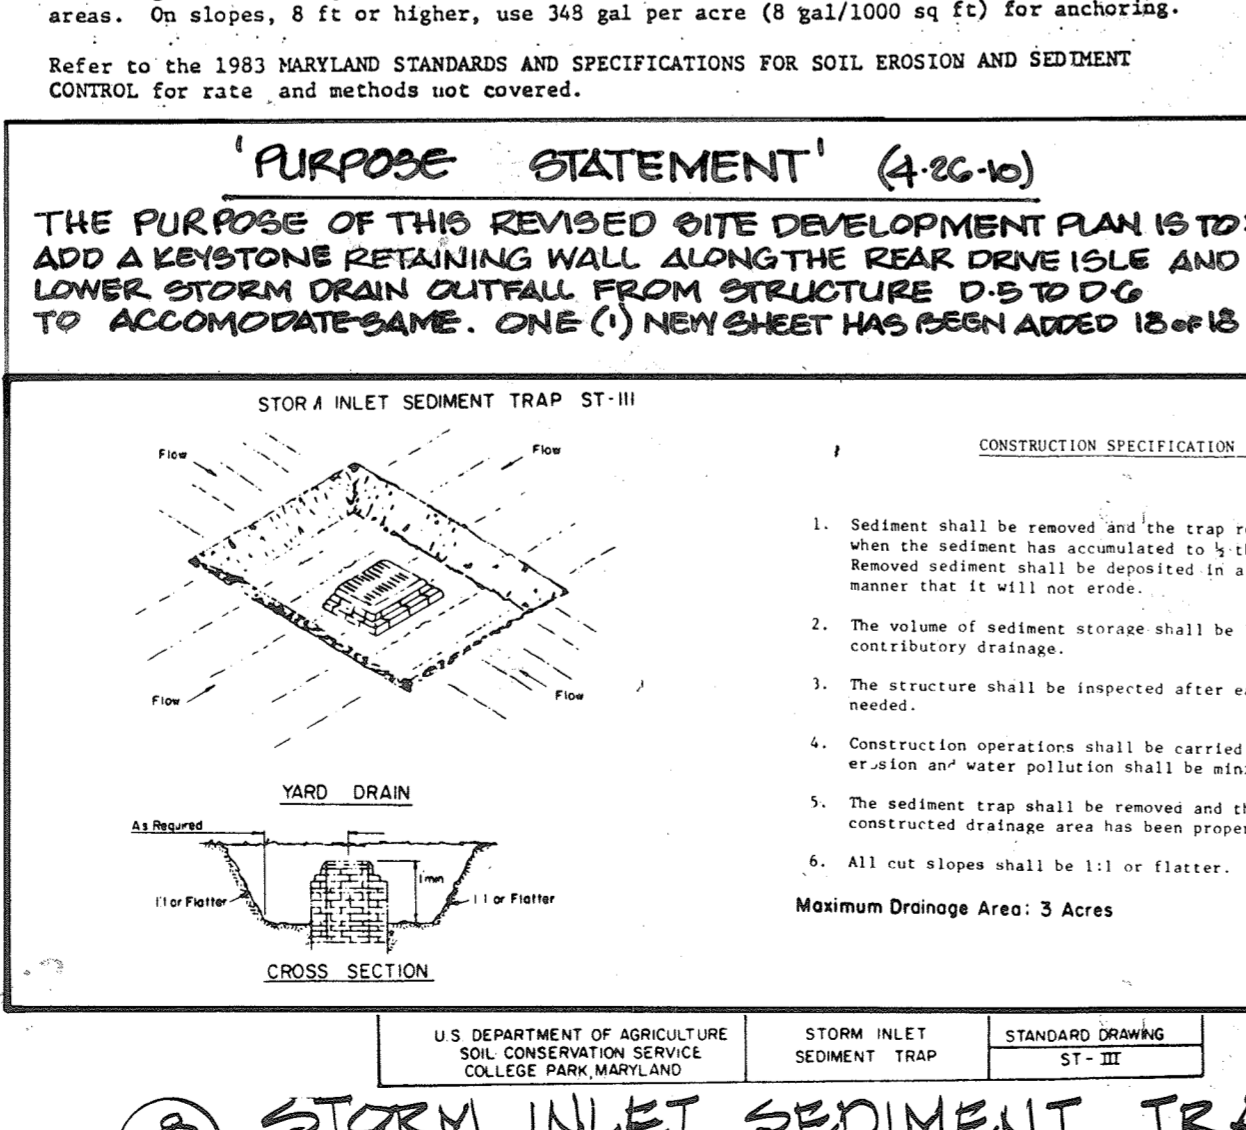 areas.  On slopes, 8 ft or higher, use 348 gal per acre (8 gal/1000 sq ft) for anchoring.
Refer to the 1983 MARYLAND STANDARDS AND SPECIFICATIONS FOR SOIL EROSION AND SEDIMENT
CONTROL for rate and methods not covered.
'PURPOSE STATEMENT' (4·26·10)
THE PURPOSE OF THIS REVISED SITE DEVELOPMENT PLAN IS TO:
ADD A KEYSTONE RETAINING WALL ALONG THE REAR DRIVE ISLE AND
LOWER STORM DRAIN OUTFALL FROM STRUCTURE D·5 TO D·6
TO ACCOMODATE SAME. ONE (1) NEW SHEET HAS BEEN ADDED 18 OF 18
STOR INLET SEDIMENT TRAP ST-III
Flow
Flow
Flow
Flow
YARD DRAIN
As Required
1' min
1:1 or Flatter
1:1 or Flatter
CROSS SECTION
CONSTRUCTION SPECIFICATION
1. Sediment shall be removed and the trap
when the sediment has accumulated to ½
Removed sediment shall be deposited in a
manner that it will not erode.
2. The volume of sediment storage shall be
contributory drainage.
3. The structure shall be inspected after
needed.
4. Construction operations shall be carried
erosion and water pollution shall be
5. The sediment trap shall be removed and
constructed drainage area has been
6. All cut slopes shall be 1:1 or flatter.
Maximum Drainage Area: 3 Acres
U.S. DEPARTMENT OF AGRICULTURE
SOIL CONSERVATION SERVICE
COLLEGE PARK, MARYLAND
STORM INLET
SEDIMENT TRAP
STANDARD DRAWING
ST - III
STORM INLET SEDIMENT